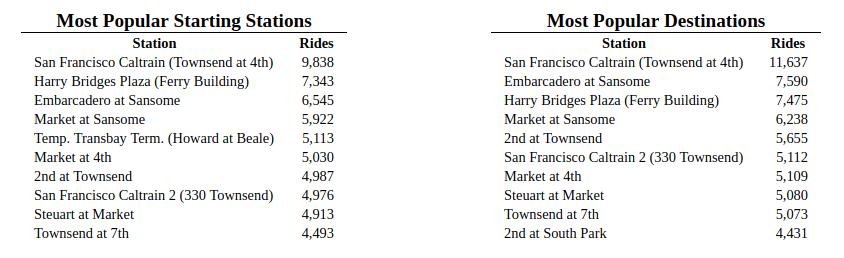 Most Popular Starting Stations
Station Rides
San Francisco Caltrain (Townsend at 4th) 9,838
Harry Bridges Plaza (Ferry Building) 7,343
Embarcadero at Sansome 6,545
Market at Sansome 5,922
Temp. Transbay Term. (Howard at Beale) 5,113
Market at 4th 5,030
2nd at Townsend 4,987
San Francisco Caltrain 2 (330 Townsend) 4,976
Steuart at Market 4,913
Townsend at 7th 4,493
Most Popular Destinations
Station Rides
San Francisco Caltrain (Townsend at 4th) 11,637
Embarcadero at Sansome 7,590
Harry Bridges Plaza (Ferry Building) 7,475
Market at Sansome 6,238
2nd at Townsend 5,655
San Francisco Caltrain 2 (330 Townsend) 5,112
Market at 4th 5,109
Steuart at Market 5,080
Townsend at 7th 5,073
2nd at South Park 4,431